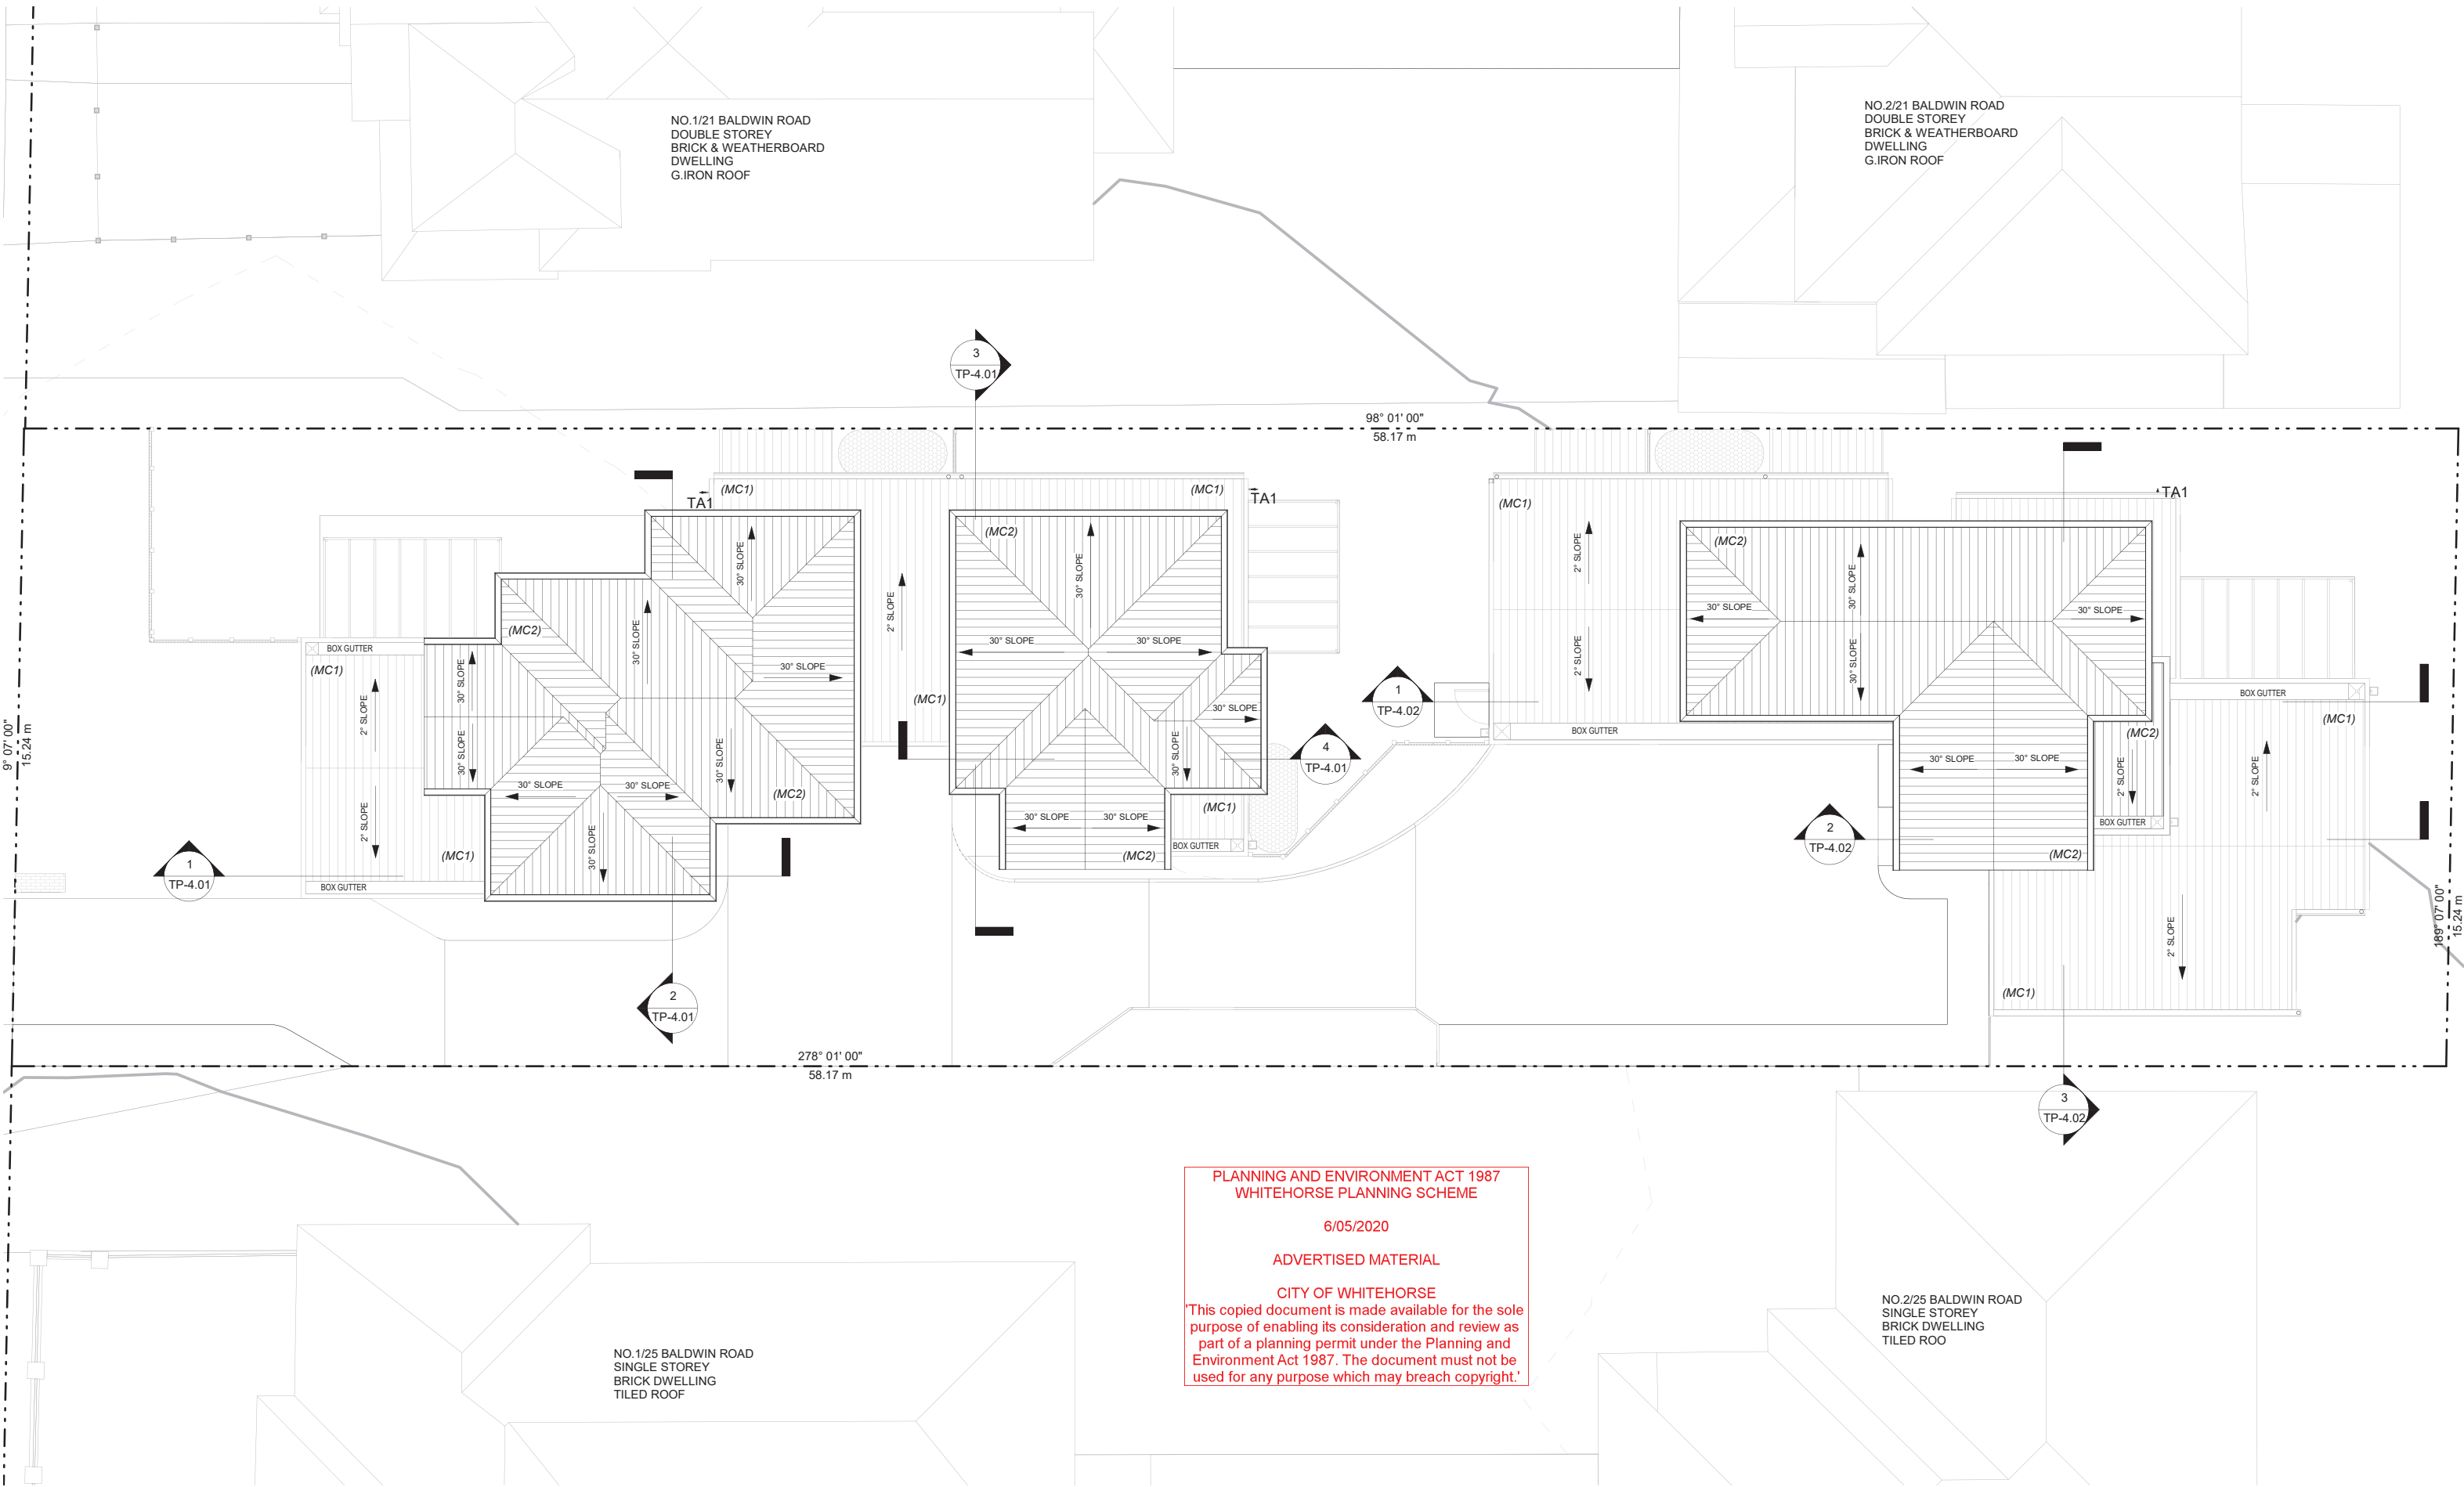 NO.1/21 BALDWIN ROAD
DOUBLE STOREY
BRICK & WEATHERBOARD
DWELLING
G.IRON ROOF
NO.2/21 BALDWIN ROAD
DOUBLE STOREY
BRICK & WEATHERBOARD
DWELLING
G.IRON ROOF
3
TP-4.01
98° 01' 00"
58.17 m
9° 07' 00"
15.24 m
BOX GUTTER
(MC1)
2° SLOPE
2° SLOPE
(MC1)
BOX GUTTER
1
TP-4.01
30° SLOPE
30° SLOPE
(MC2)
30° SLOPE
30° SLOPE
30° SLOPE
30° SLOPE
30° SLOPE
30° SLOPE
30° SLOPE
(MC2)
2
TP-4.01
TA1
(MC1)
(MC1)
TA1
2° SLOPE
(MC1)
(MC2)
30° SLOPE
30° SLOPE
30° SLOPE
30° SLOPE
30° SLOPE
30° SLOPE
30° SLOPE
(MC2)
(MC1)
BOX GUTTER
4
TP-4.01
1
TP-4.02
(MC1)
2° SLOPE
2° SLOPE
BOX GUTTER
(MC2)
30° SLOPE
30° SLOPE
30° SLOPE
30° SLOPE
30° SLOPE
30° SLOPE
(MC2)
2
TP-4.02
TA1
(MC2)
2° SLOPE
BOX GUTTER
BOX GUTTER
(MC1)
2° SLOPE
2° SLOPE
(MC1)
189° 07' 00"
15.24 m
278° 01' 00"
58.17 m
3
TP-4.02
PLANNING AND ENVIRONMENT ACT 1987
WHITEHORSE PLANNING SCHEME
6/05/2020
ADVERTISED MATERIAL
CITY OF WHITEHORSE
'This copied document is made available for the sole
purpose of enabling its consideration and review as
part of a planning permit under the Planning and
Environment Act 1987. The document must not be
used for any purpose which may breach copyright.'
NO.1/25 BALDWIN ROAD
SINGLE STOREY
BRICK DWELLING
TILED ROOF
NO.2/25 BALDWIN ROAD
SINGLE STOREY
BRICK DWELLING
TILED ROO